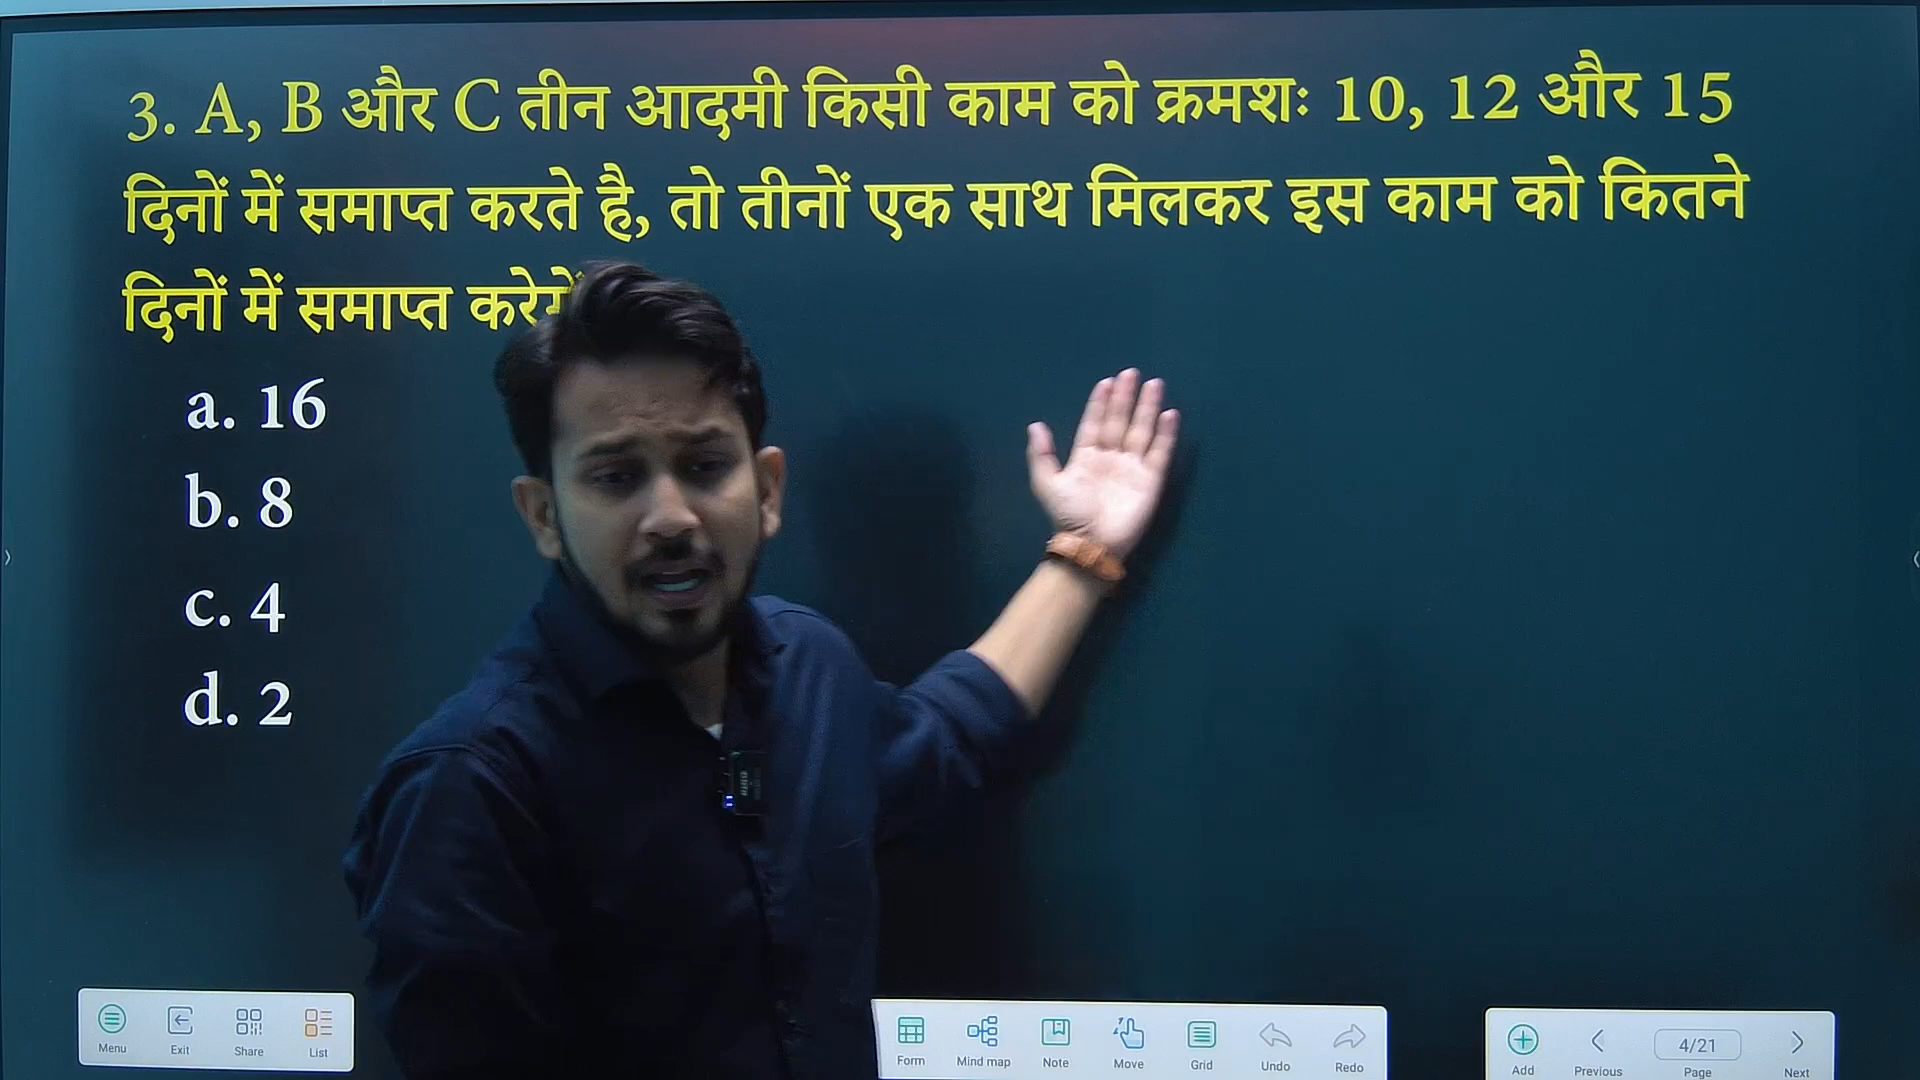 3. A, B और C तीन आदमी किसी काम को क्रमशः 10, 12 और 15
दिनों में समाप्त करते है, तो तीनों एक साथ मिलकर इस काम को कितने
दिनों में समाप्त
a. 16
b. 8
c. 4
d. 2
Menu Exit Share List
Form Mind map Note Move Grid Undo Redo
Add Previous 4/21 Page Next